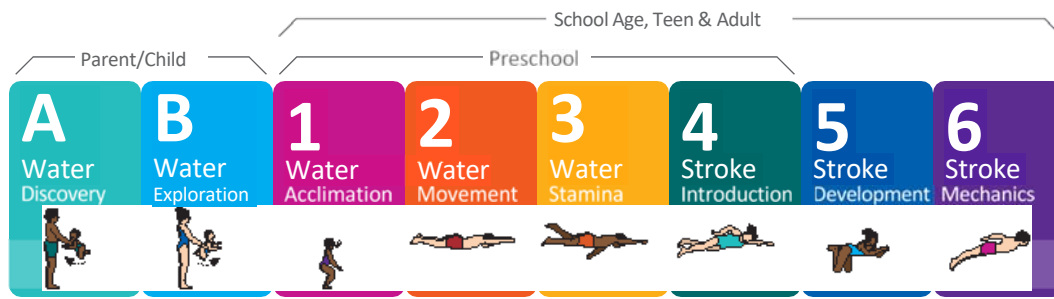 School Age, Teen & Adult
Parent/Child
Preschool
A
Water
Discovery
B
Water
Exploration
1
Water
Acclimation
2
Water
Movement
3
Water
Stamina
4
Stroke
Introduction
5
Stroke
Development
6
Stroke
Mechanics